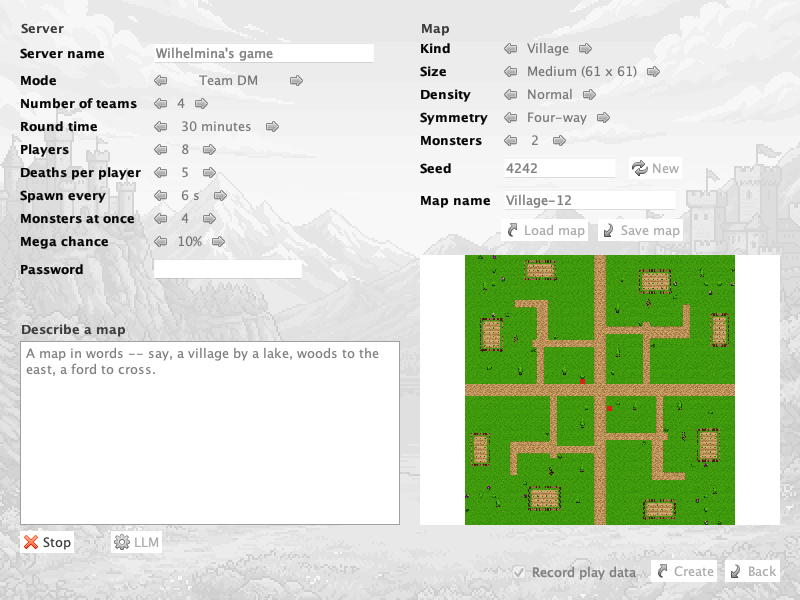 Server
Server name Wilhelmina's game
Mode Team DM
Number of teams 4
Round time 30 minutes
Players 8
Deaths per player 5
Spawn every 6 s
Monsters at once 4
Mega chance 10%
Password
Describe a map
A map in words -- say, a village by a lake, woods to the
east, a ford to cross.
Stop LLM
Map
Kind Village
Size Medium (61 x 61)
Density Normal
Symmetry Four-way
Monsters 2
Seed 4242 New
Map name Village-12
Load map Save map
Record play data Create Back